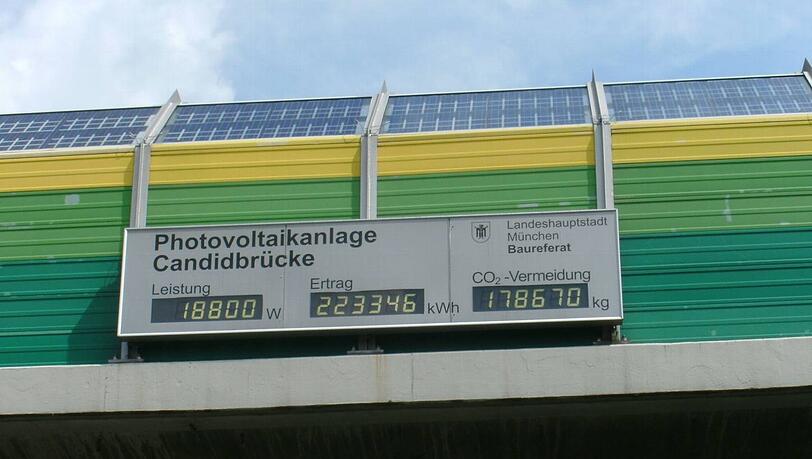 Photovoltaikanlage
Candidbrücke
Landeshauptstadt
München
Baureferat
Leistung
18800 W
Ertrag
223346 kWh
CO₂-Vermeidung
178670 kg